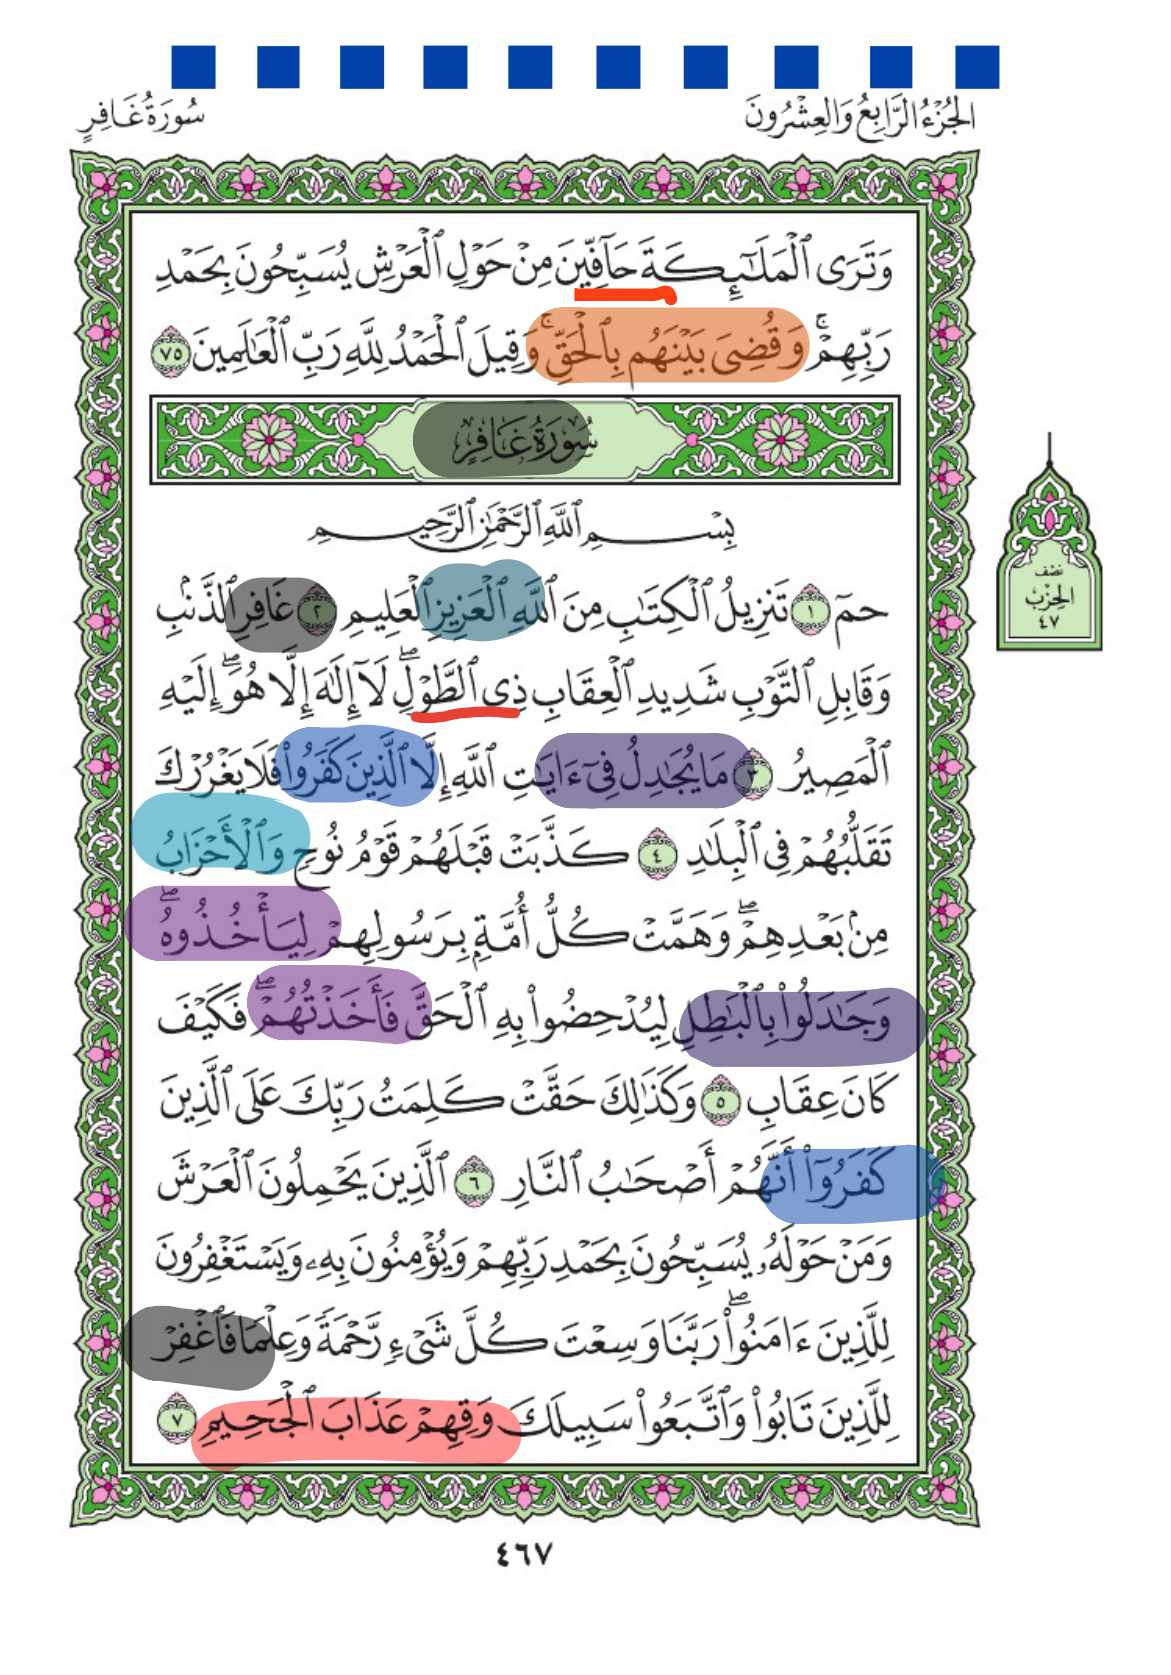 الجُزْءُ الرَّابِعُ وَالعِشْرُونَ
سُورَةُ غَافِرٍ
وَتَرَى ٱلْمَلَٰٓئِكَةَ حَآفِّينَ مِنْ حَوْلِ ٱلْعَرْشِ يُسَبِّحُونَ بِحَمْدِ
رَبِّهِمْۚ وَقُضِىَ بَيْنَهُم بِٱلْحَقِّۚ وَقِيلَ ٱلْحَمْدُ لِلَّهِ رَبِّ ٱلْعَٰلَمِينَ ٧٥
سُورَةُ غَافِرٍ
بِسْمِ ٱللَّهِ ٱلرَّحْمَٰنِ ٱلرَّحِيمِ
حمٓ ١ تَنزِيلُ ٱلْكِتَٰبِ مِنَ ٱللَّهِ ٱلْعَزِيزِ ٱلْعَلِيمِ ٢ غَافِرِ ٱلذَّنۢبِ
وَقَابِلِ ٱلتَّوْبِ شَدِيدِ ٱلْعِقَابِ ذِى ٱلطَّوْلِۖ لَآ إِلَٰهَ إِلَّا هُوَۖ إِلَيْهِ
ٱلْمَصِيرُ ٣ مَا يُجَٰدِلُ فِىٓ ءَايَٰتِ ٱللَّهِ إِلَّا ٱلَّذِينَ كَفَرُوا۟ فَلَا يَغْرُرْكَ
تَقَلُّبُهُمْ فِى ٱلْبِلَٰدِ ٤ كَذَّبَتْ قَبْلَهُمْ قَوْمُ نُوحٍ وَٱلْأَحْزَابُ
مِنۢ بَعْدِهِمْۖ وَهَمَّتْ كُلُّ أُمَّةٍۭ بِرَسُولِهِمْ لِيَأْخُذُوهُۖ
وَجَٰدَلُوا۟ بِٱلْبَٰطِلِ لِيُدْحِضُوا۟ بِهِ ٱلْحَقَّ فَأَخَذْتُهُمْۖ فَكَيْفَ
كَانَ عِقَابِ ٥ وَكَذَٰلِكَ حَقَّتْ كَلِمَتُ رَبِّكَ عَلَى ٱلَّذِينَ
كَفَرُوٓا۟ أَنَّهُمْ أَصْحَٰبُ ٱلنَّارِ ٦ ٱلَّذِينَ يَحْمِلُونَ ٱلْعَرْشَ
وَمَنْ حَوْلَهُۥ يُسَبِّحُونَ بِحَمْدِ رَبِّهِمْ وَيُؤْمِنُونَ بِهِۦ وَيَسْتَغْفِرُونَ
لِلَّذِينَ ءَامَنُوا۟ۖ رَبَّنَا وَسِعْتَ كُلَّ شَىْءٍ رَّحْمَةً وَعِلْمًا فَٱغْفِرْ
لِلَّذِينَ تَابُوا۟ وَٱتَّبَعُوا۟ سَبِيلَكَ وَقِهِمْ عَذَابَ ٱلْجَحِيمِ ٧
نصف
الحِزْب
٤٧
٤٦٧